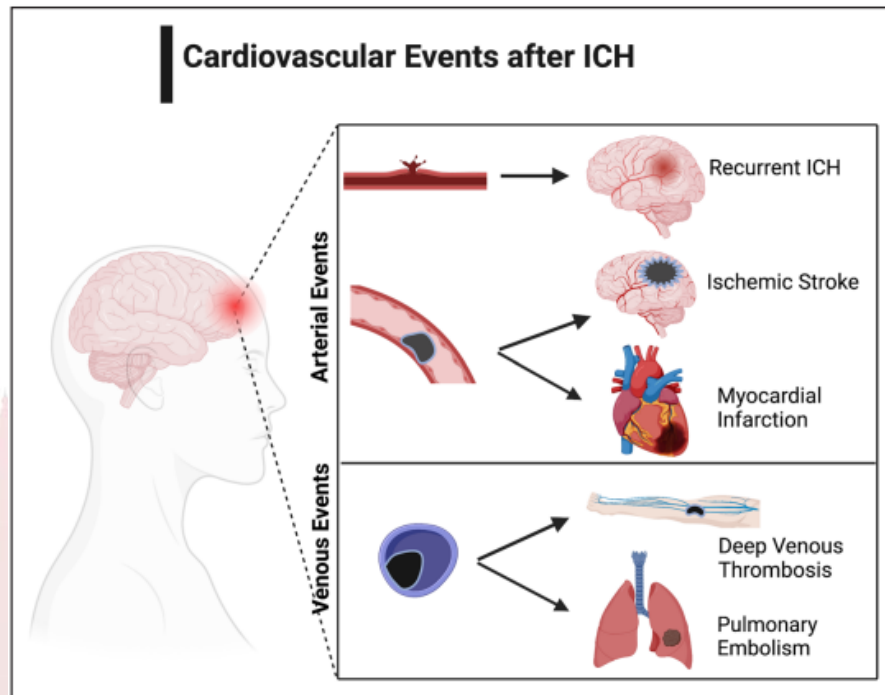 Cardiovascular Events after ICH
Arterial Events
Recurrent ICH
Ischemic Stroke
Myocardial
Infarction
Venous Events
Deep Venous
Thrombosis
Pulmonary
Embolism